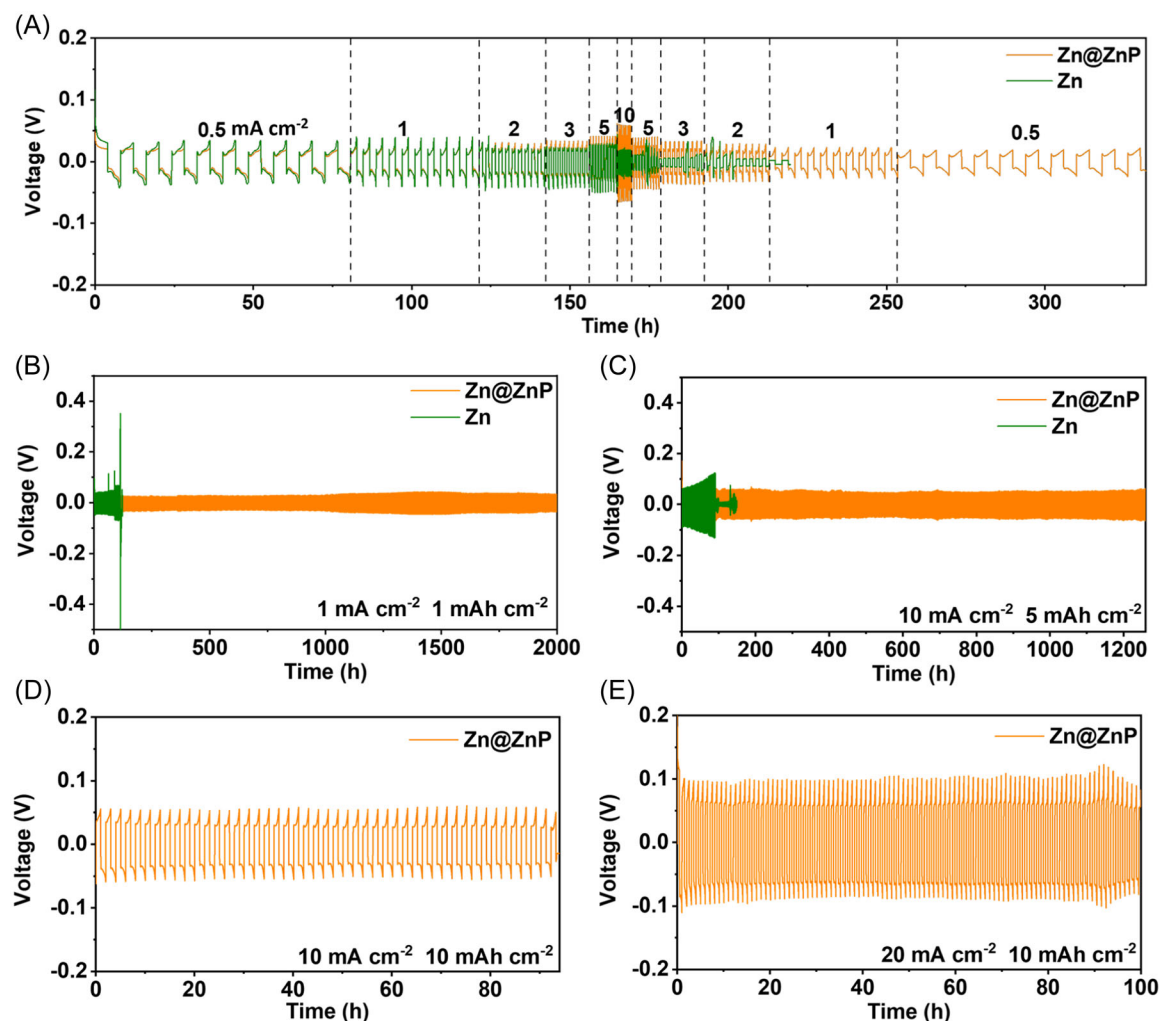 (A)
0.2
0.1
0.0
-0.1
-0.2
Voltage (V)
Zn@ZnP
Zn
0.5 mA cm-2
1
2
3
5
10
5
3
2
1
0.5
0
50
100
150
200
250
300
Time (h)
(B)
0.4
0.2
0.0
-0.2
-0.4
Voltage (V)
Zn@ZnP
Zn
1 mA cm-2 1 mAh cm-2
0
500
1000
1500
2000
Time (h)
(C)
0.4
0.2
0.0
-0.2
-0.4
Voltage (V)
Zn@ZnP
Zn
10 mA cm-2 5 mAh cm-2
0
200
400
600
800
1000
1200
Time (h)
(D)
0.2
0.1
0.0
-0.1
-0.2
Voltage (V)
Zn@ZnP
10 mA cm-2 10 mAh cm-2
0
20
40
60
80
Time (h)
(E)
0.2
0.1
0.0
-0.1
-0.2
Voltage (V)
Zn@ZnP
20 mA cm-2 10 mAh cm-2
0
20
40
60
80
100
Time (h)